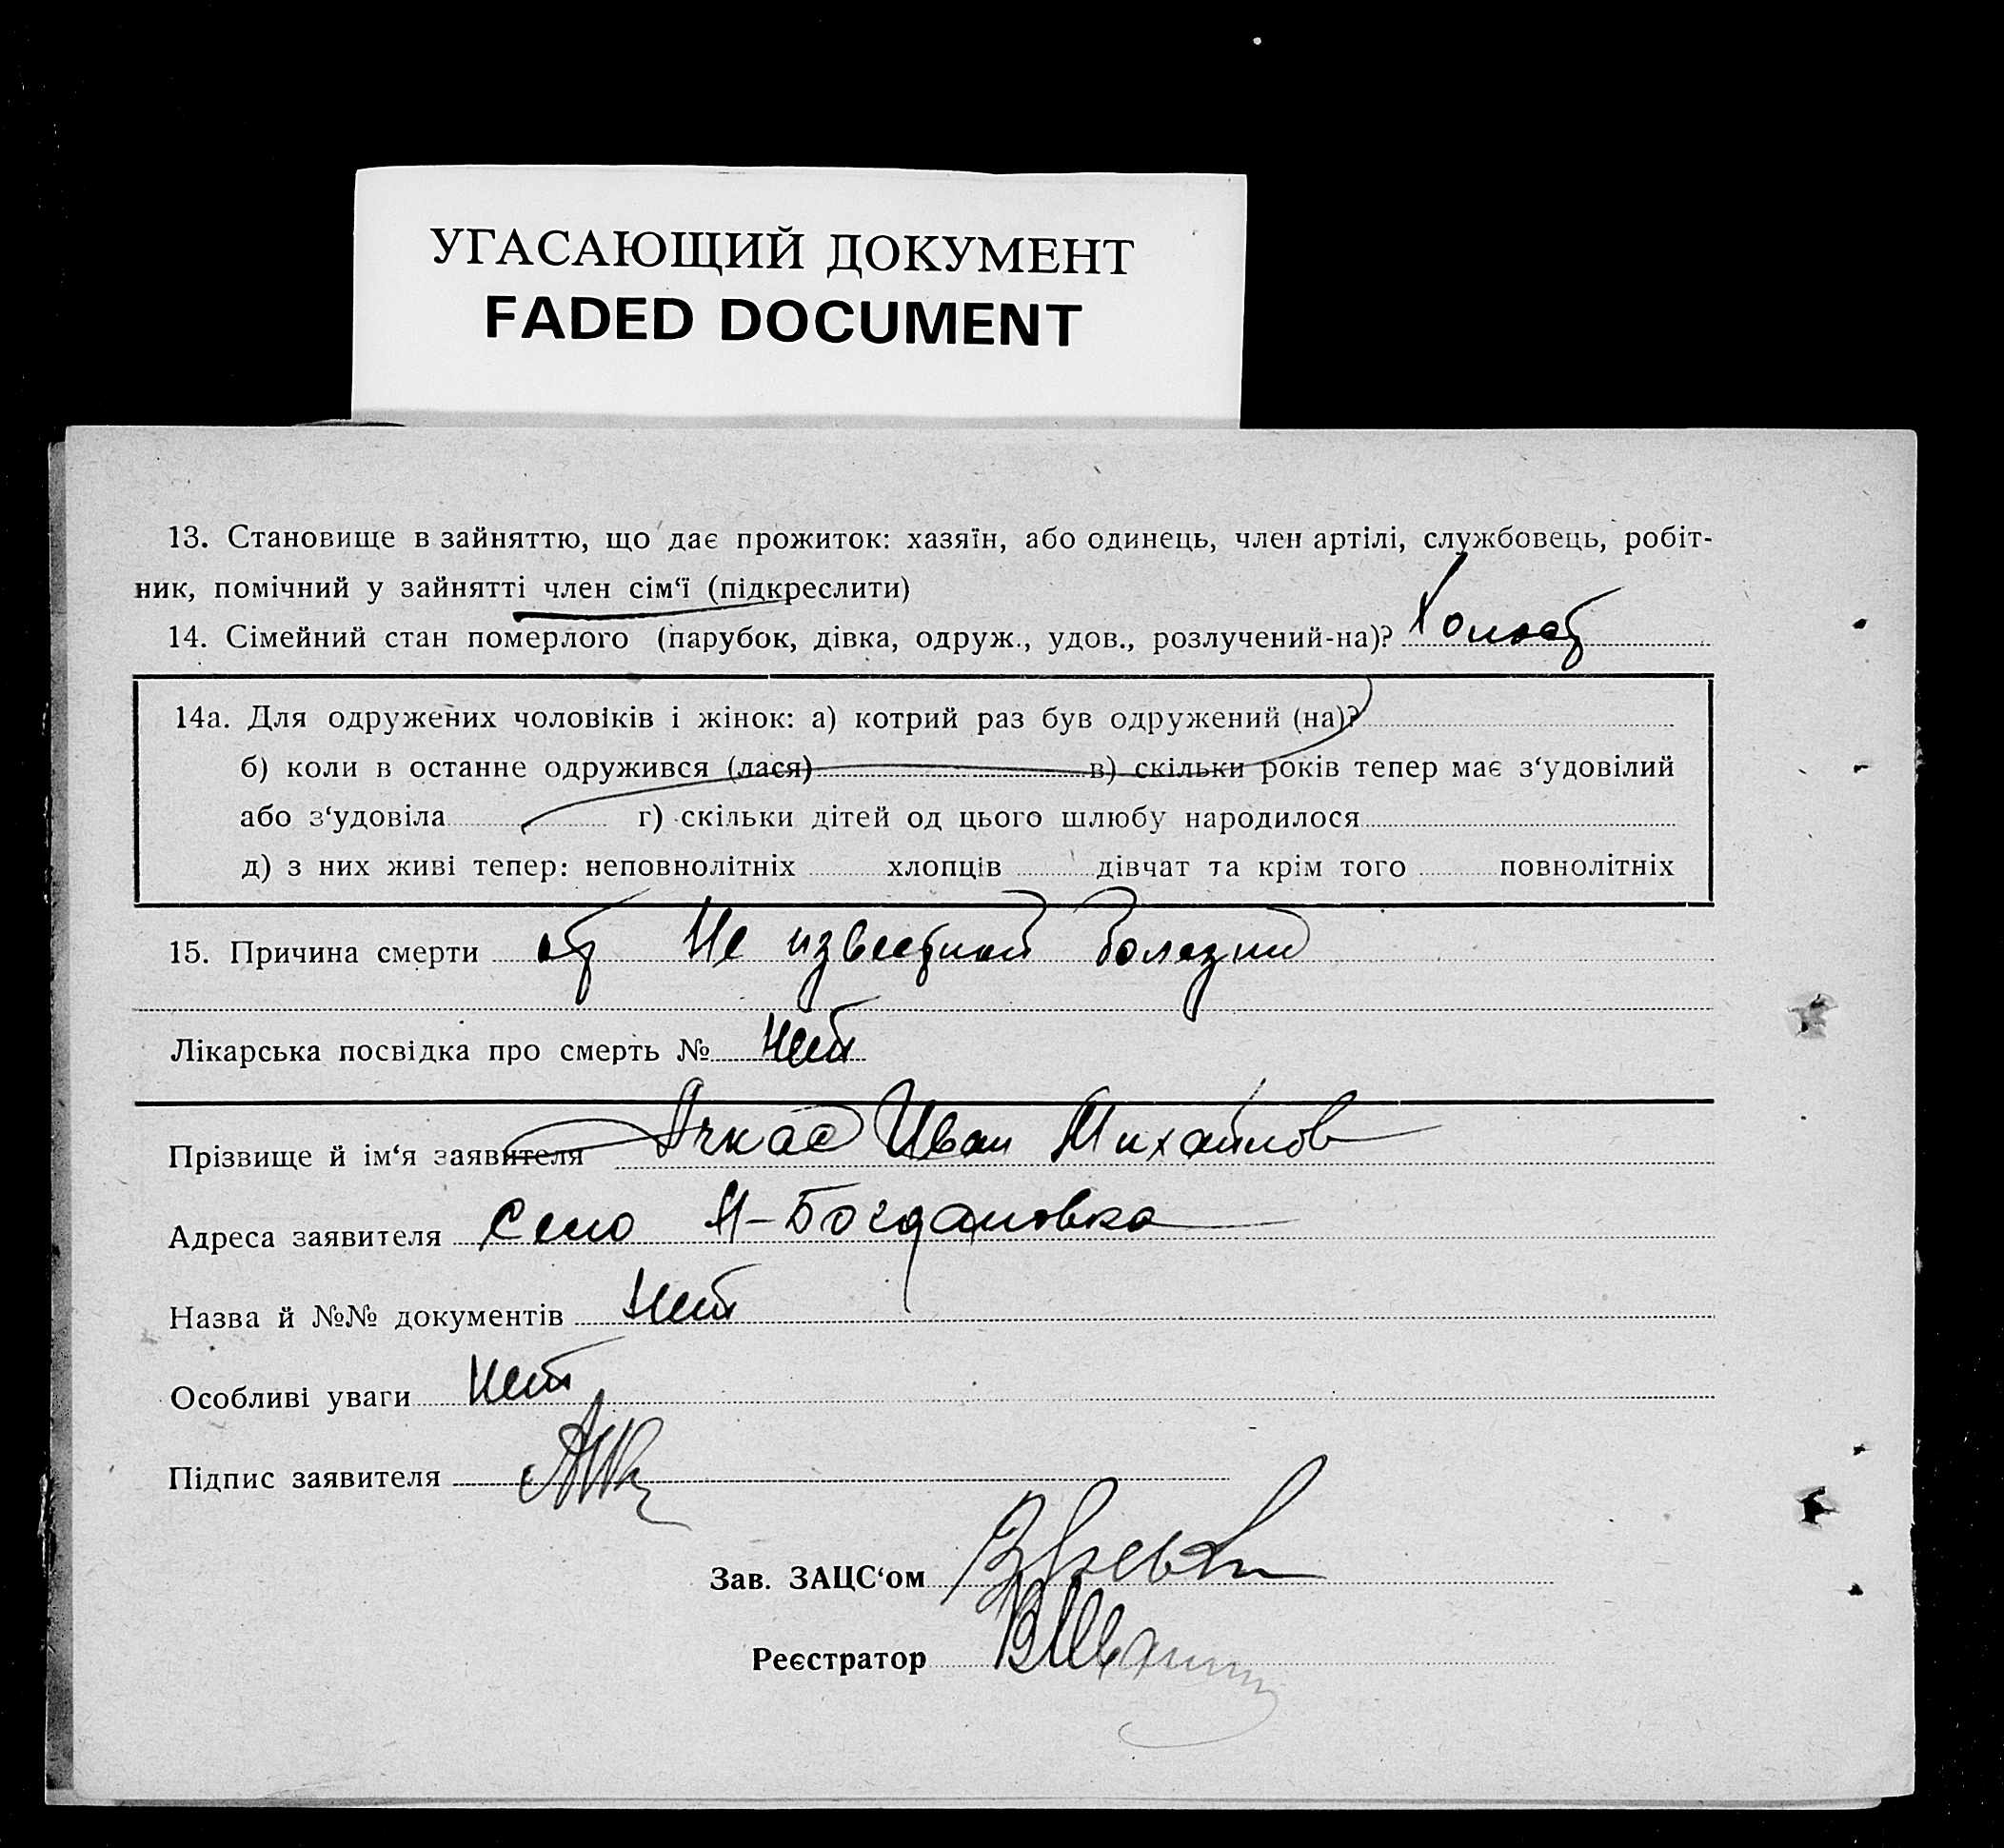 УГАСАЮЩИЙ ДОКУМЕНТ
FADED DOCUMENT
13. Становище в зайняттю, що дає прожиток: хазяїн, або одинець, член артілі, службовець, робіт-
ник, помічний у зайнятті член сім‘ї (підкреслити)
14. Сімейний стан померлого (парубок, дівка, одруж., удов., розлучений-на)? Холост
14а. Для одружених чоловіків і жінок: а) котрий раз був одружений (на)?
б) коли в останне одружився (лася) в) скільки років тепер має з‘удовілий
або з‘удовіла г) скільки дітей од цього шлюбу народилося
д) з них живі тепер: неповнолітніх хлопців дівчат та крім того повнолітніх
15. Причина смерти от Не известной болезни
Лікарська посвідка про смерть № Нет
Прізвище й ім‘я заявителя Иван Михайлов
Адреса заявителя Село М-Богдановка
Назва й №№ документів Нет
Особливі уваги Нет
Підпис заявителя
Зав. ЗАЦС‘ом
Реєстратор